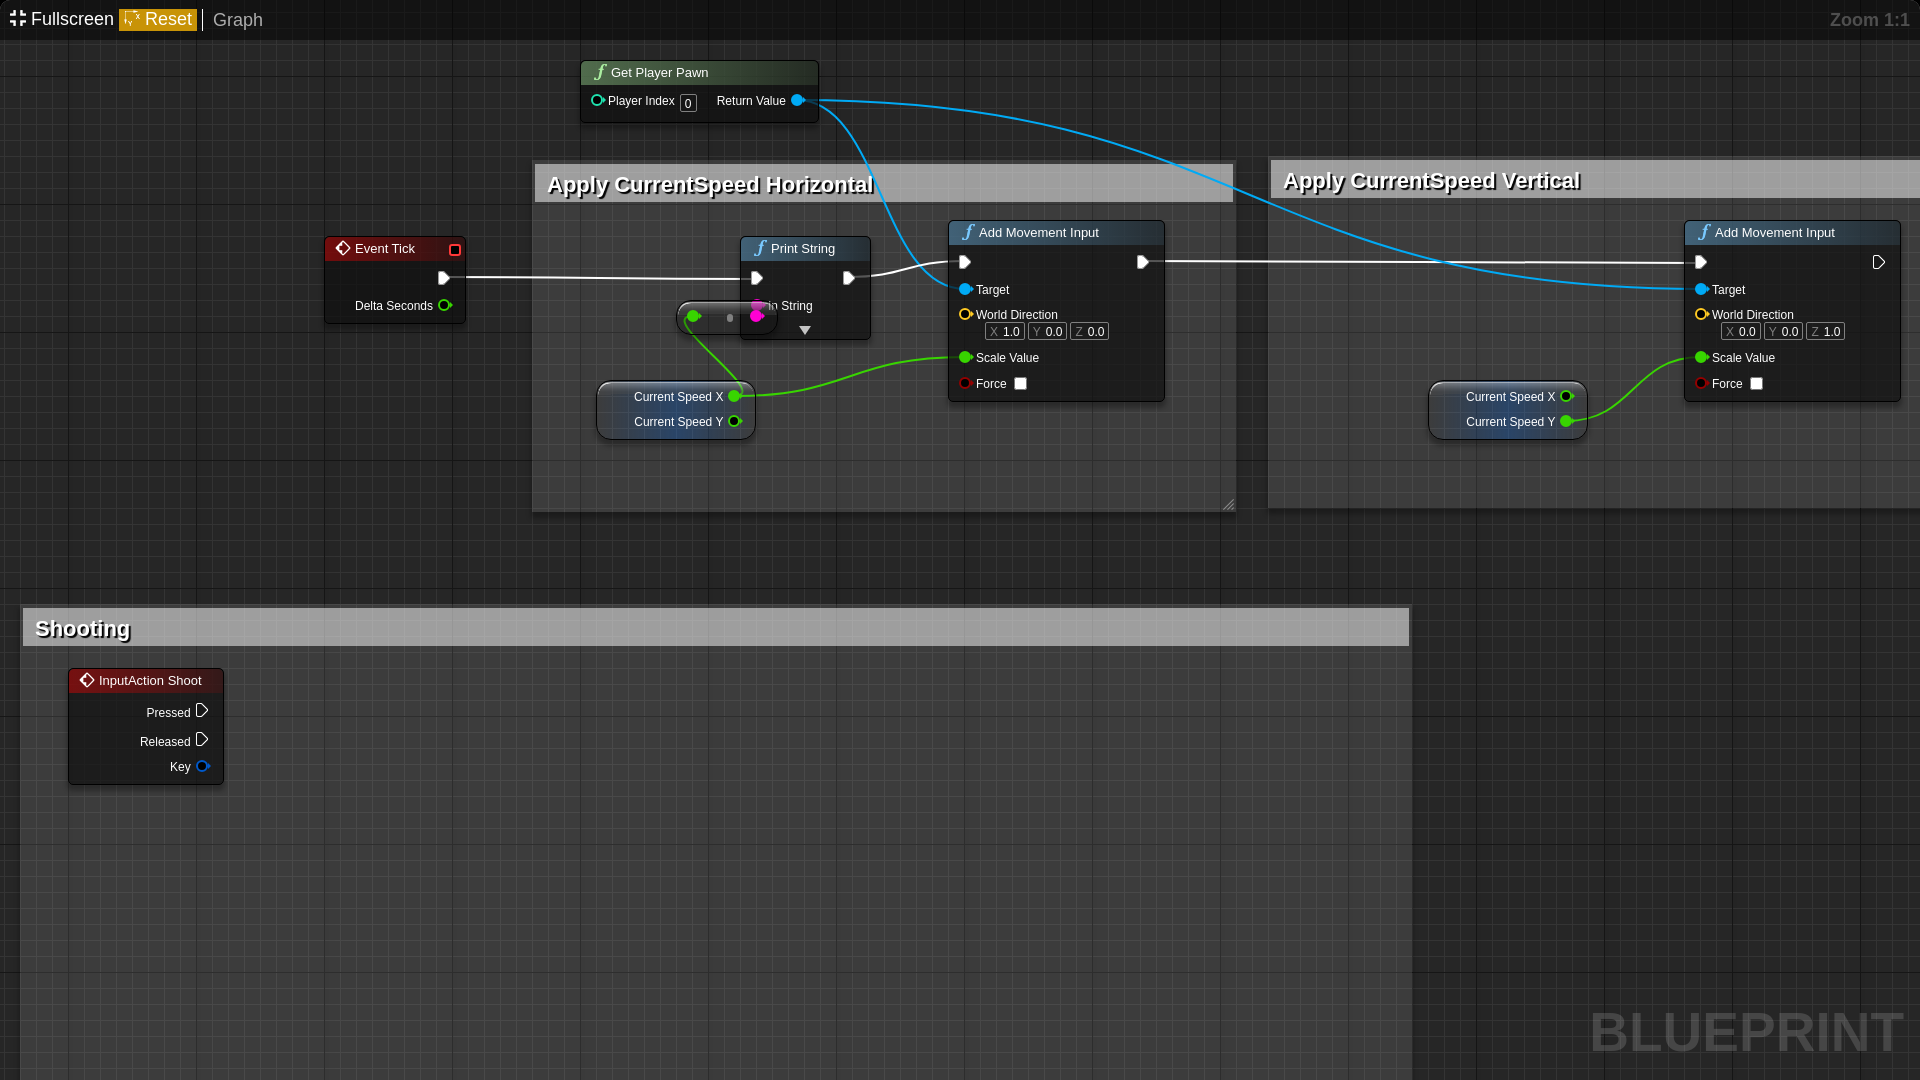 Fullscreen Reset Graph Zoom 1:1
Get Player Pawn
Player Index 0 Return Value
Apply CurrentSpeed Horizontal
Apply CurrentSpeed Vertical
Event Tick
Delta Seconds
Print String
In String
Add Movement Input
Target
World Direction
X 1.0 Y 0.0 Z 0.0
Scale Value
Force
Current Speed X
Current Speed Y
Add Movement Input
Target
World Direction
X 0.0 Y 0.0 Z 1.0
Scale Value
Force
Current Speed X
Current Speed Y
Shooting
InputAction Shoot
Pressed
Released
Key
BLUEPRINT